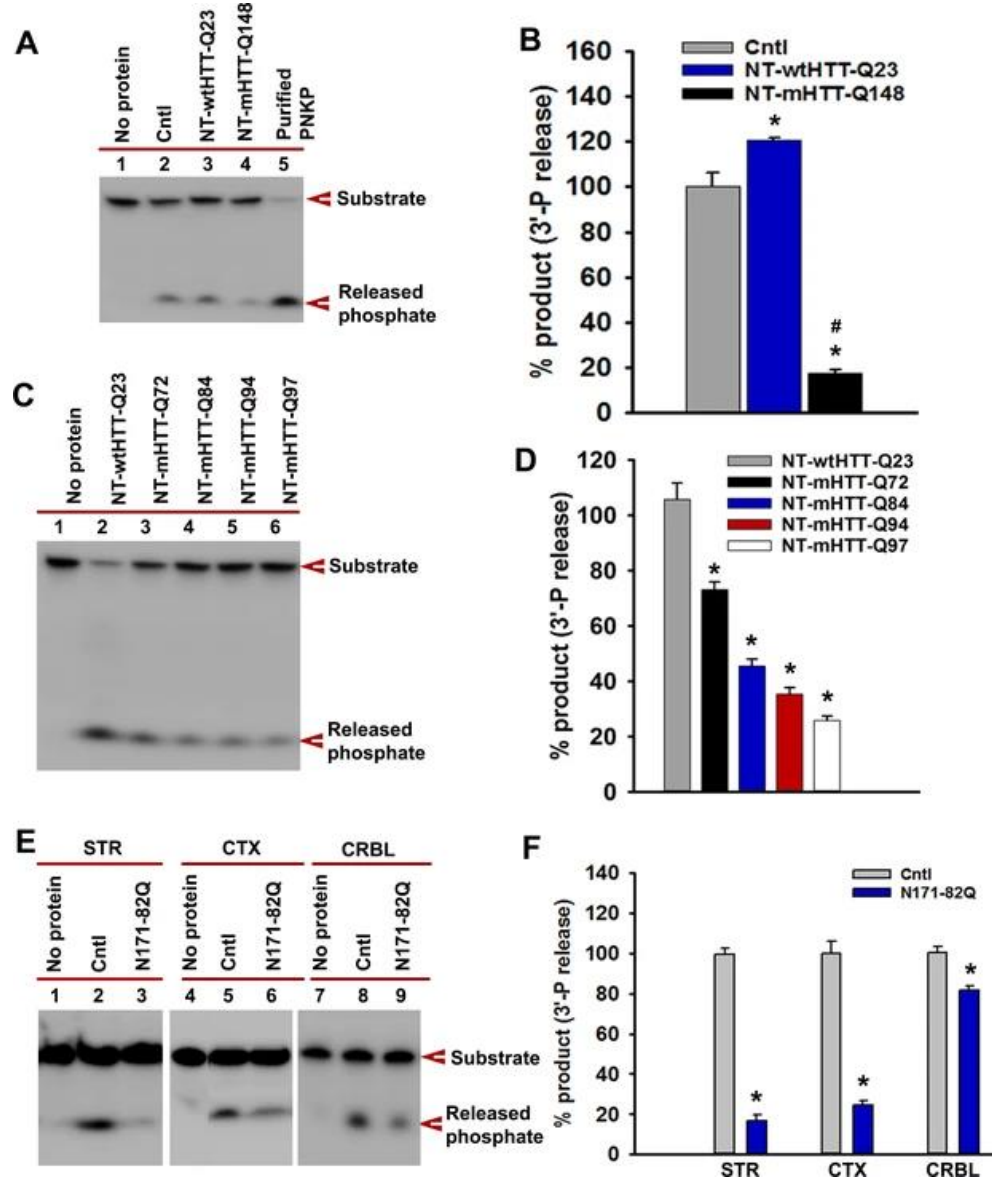 A
No protein
Cntl
NT-wtHTT-Q23
NT-mHTT-Q148
Purified
PNKP
1 2 3 4 5
Substrate
Released
phosphate
B
% product (3'-P release)
160
140
120
100
80
60
40
20
0
Cntl
NT-wtHTT-Q23
NT-mHTT-Q148
*
#
*
C
No protein
NT-wtHTT-Q23
NT-mHTT-Q72
NT-mHTT-Q84
NT-mHTT-Q94
NT-mHTT-Q97
1 2 3 4 5 6
Substrate
Released
phosphate
D
% product (3'-P release)
120
100
80
60
40
20
0
NT-wtHTT-Q23
NT-mHTT-Q72
NT-mHTT-Q84
NT-mHTT-Q94
NT-mHTT-Q97
*
*
*
*
E
STR CTX CRBL
No protein
Cntl
N171-82Q
No protein
Cntl
N171-82Q
No protein
Cntl
N171-82Q
1 2 3 4 5 6 7 8 9
Substrate
Released
phosphate
F
% product (3'-P release)
140
120
100
80
60
40
20
0
Cntl
N171-82Q
*
*
*
STR CTX CRBL